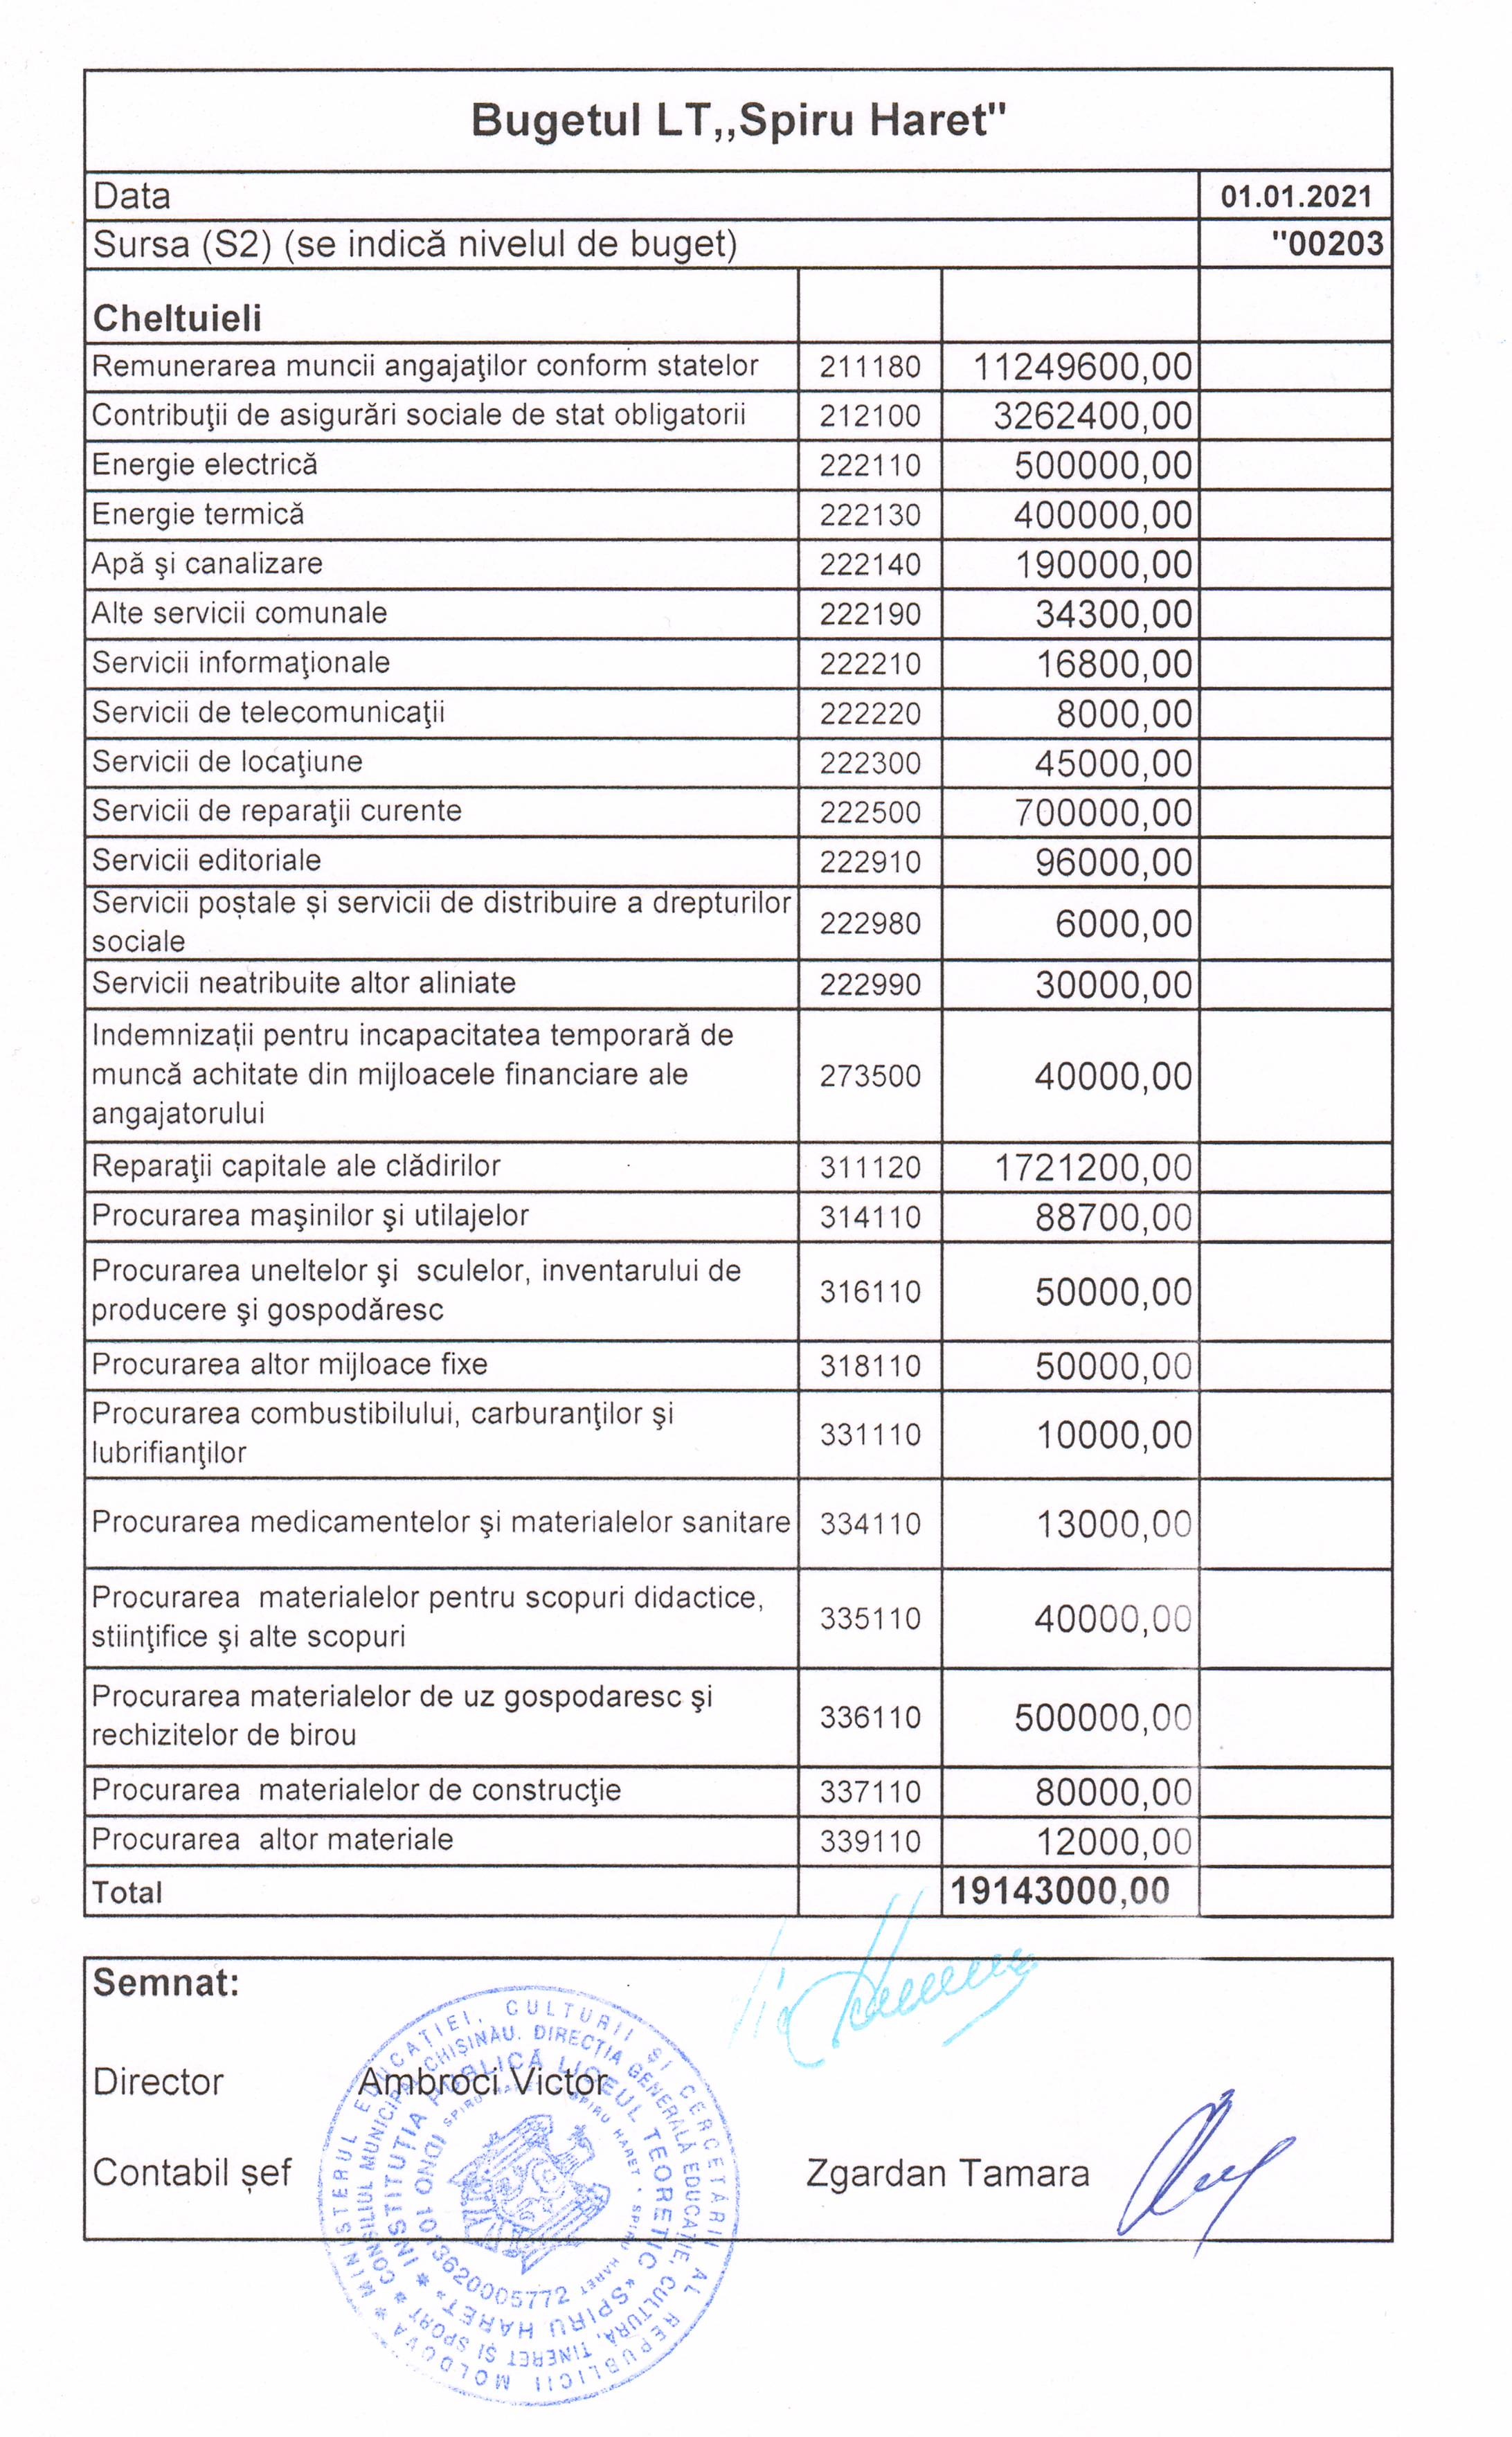 Bugetul LT,,Spiru Haret"
Data 01.01.2021
Sursa (S2) (se indică nivelul de buget) "00203
Cheltuieli
Remunerarea muncii angajaţilor conform statelor 211180 11249600,00
Contribuţii de asigurări sociale de stat obligatorii 212100 3262400,00
Energie electrică 222110 500000,00
Energie termică 222130 400000,00
Apă şi canalizare 222140 190000,00
Alte servicii comunale 222190 34300,00
Servicii informaţionale 222210 16800,00
Servicii de telecomunicaţii 222220 8000,00
Servicii de locaţiune 222300 45000,00
Servicii de reparaţii curente 222500 700000,00
Servicii editoriale 222910 96000,00
Servicii poștale și servicii de distribuire a drepturilor
sociale 222980 6000,00
Servicii neatribuite altor aliniate 222990 30000,00
Indemnizații pentru incapacitatea temporară de
muncă achitate din mijloacele financiare ale
angajatorului 273500 40000,00
Reparaţii capitale ale clădirilor 311120 1721200,00
Procurarea maşinilor şi utilajelor 314110 88700,00
Procurarea uneltelor şi sculelor, inventarului de
producere şi gospodăresc 316110 50000,00
Procurarea altor mijloace fixe 318110 50000,00
Procurarea combustibilului, carburanţilor şi
lubrifianţilor 331110 10000,00
Procurarea medicamentelor şi materialelor sanitare 334110 13000,00
Procurarea materialelor pentru scopuri didactice,
stiinţifice şi alte scopuri 335110 40000,00
Procurarea materialelor de uz gospodaresc şi
rechizitelor de birou 336110 500000,00
Procurarea materialelor de construcţie 337110 80000,00
Procurarea altor materiale 339110 12000,00
Total 19143000,00
Semnat:
Director Ambroci Victor
Contabil șef Zgardan Tamara
MINISTERUL EDUCAȚIEI, CULTURII ȘI CERCETĂRII AL REPUBLICII MOLDOVA
CONSILIUL MUNICIPAL CHIȘINĂU. DIRECȚIA GENERALĂ EDUCAȚIE, CULTURĂ, TINERET ȘI SPORT
INSTITUȚIA PUBLICĂ LICEUL TEORETIC «SPIRU HARET»
IDNO 1013620005772
SPIRU HARET